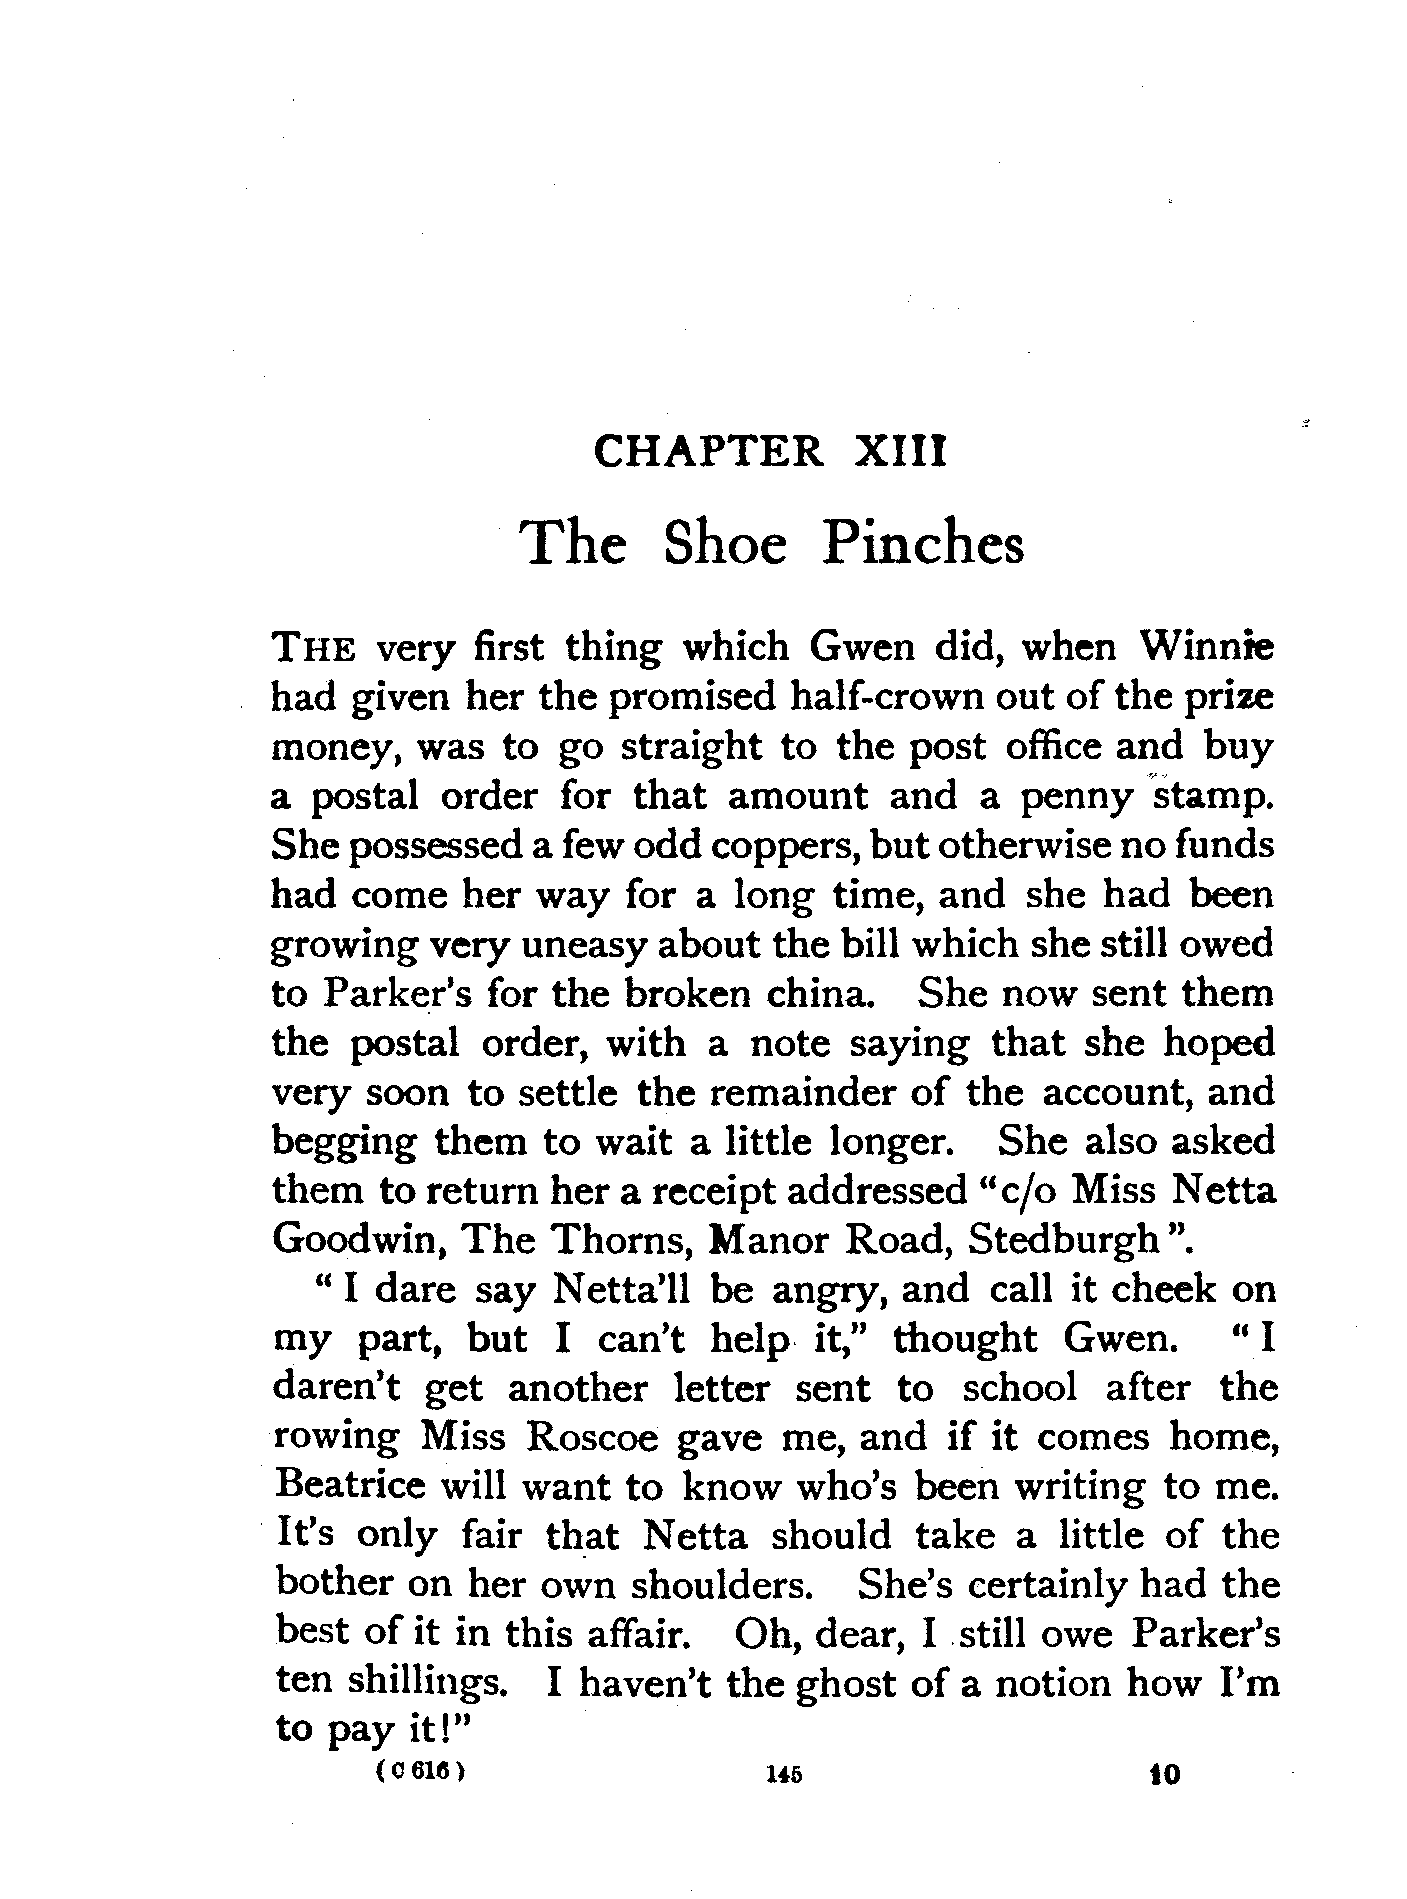 CHAPTER XIII
The Shoe Pinches
THE very first thing which Gwen did, when Winnie
had given her the promised half-crown out of the prize
money, was to go straight to the post office and buy
a postal order for that amount and a penny stamp.
She possessed a few odd coppers, but otherwise no funds
had come her way for a long time, and she had been
growing very uneasy about the bill which she still owed
to Parker's for the broken china. She now sent them
the postal order, with a note saying that she hoped
very soon to settle the remainder of the account, and
begging them to wait a little longer. She also asked
them to return her a receipt addressed "c/o Miss Netta
Goodwin, The Thorns, Manor Road, Stedburgh".
"I dare say Netta'll be angry, and call it cheek on
my part, but I can't help it," thought Gwen. "I
daren't get another letter sent to school after the
rowing Miss Roscoe gave me, and if it comes home,
Beatrice will want to know who's been writing to me.
It's only fair that Netta should take a little of the
bother on her own shoulders. She's certainly had the
best of it in this affair. Oh, dear, I still owe Parker's
ten shillings. I haven't the ghost of a notion how I'm
to pay it!"
(C 616) 145 10